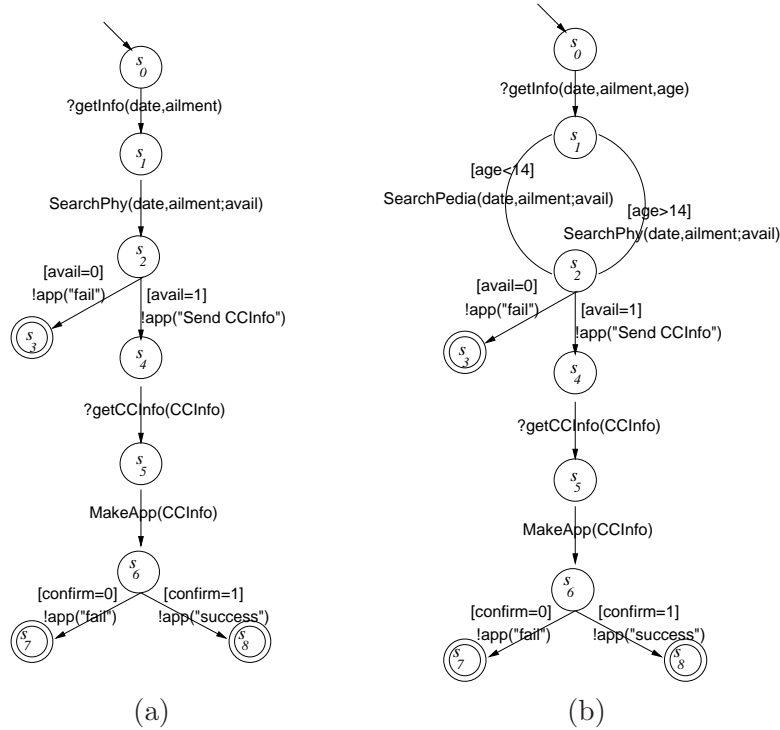 s0
?getInfo(date,ailment)
s1
SearchPhy(date,ailment;avail)
s2
[avail=0]
!app("fail")
[avail=1]
!app("Send CCInfo")
s3
s4
?getCCInfo(CCInfo)
s5
MakeApp(CCInfo)
s6
[confirm=0]
!app("fail")
[confirm=1]
!app("success")
s7
s8
(a)
s0
?getInfo(date,ailment,age)
s1
[age<14]
SearchPedia(date,ailment;avail)
[age>14]
SearchPhy(date,ailment;avail)
s2
[avail=0]
!app("fail")
[avail=1]
!app("Send CCInfo")
s3
s4
?getCCInfo(CCInfo)
s5
MakeApp(CCInfo)
s6
[confirm=0]
!app("fail")
[confirm=1]
!app("success")
s7
s8
(b)